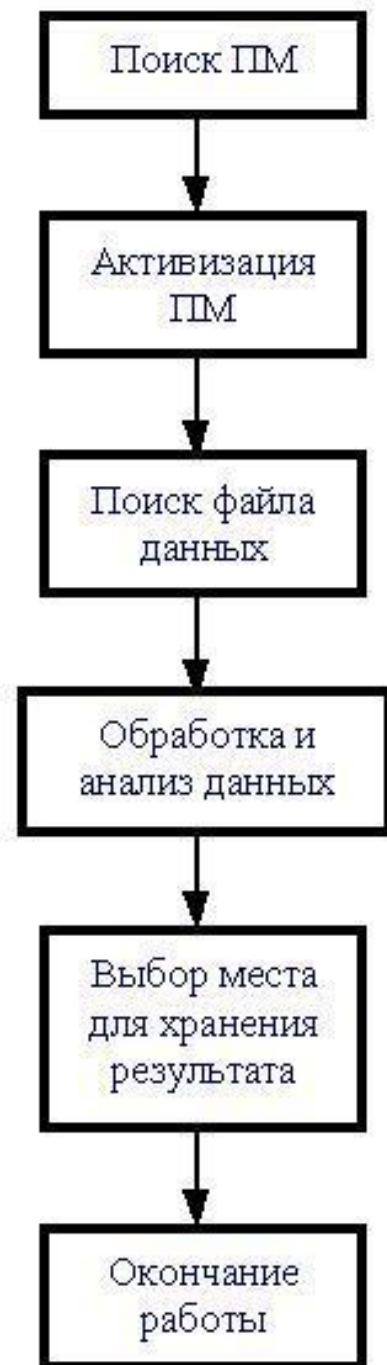 Поиск ПМ
Активизация
ПМ
Поиск файла
данных
Обработка и
анализ данных
Выбор места
для хранения
результата
Окончание
работы